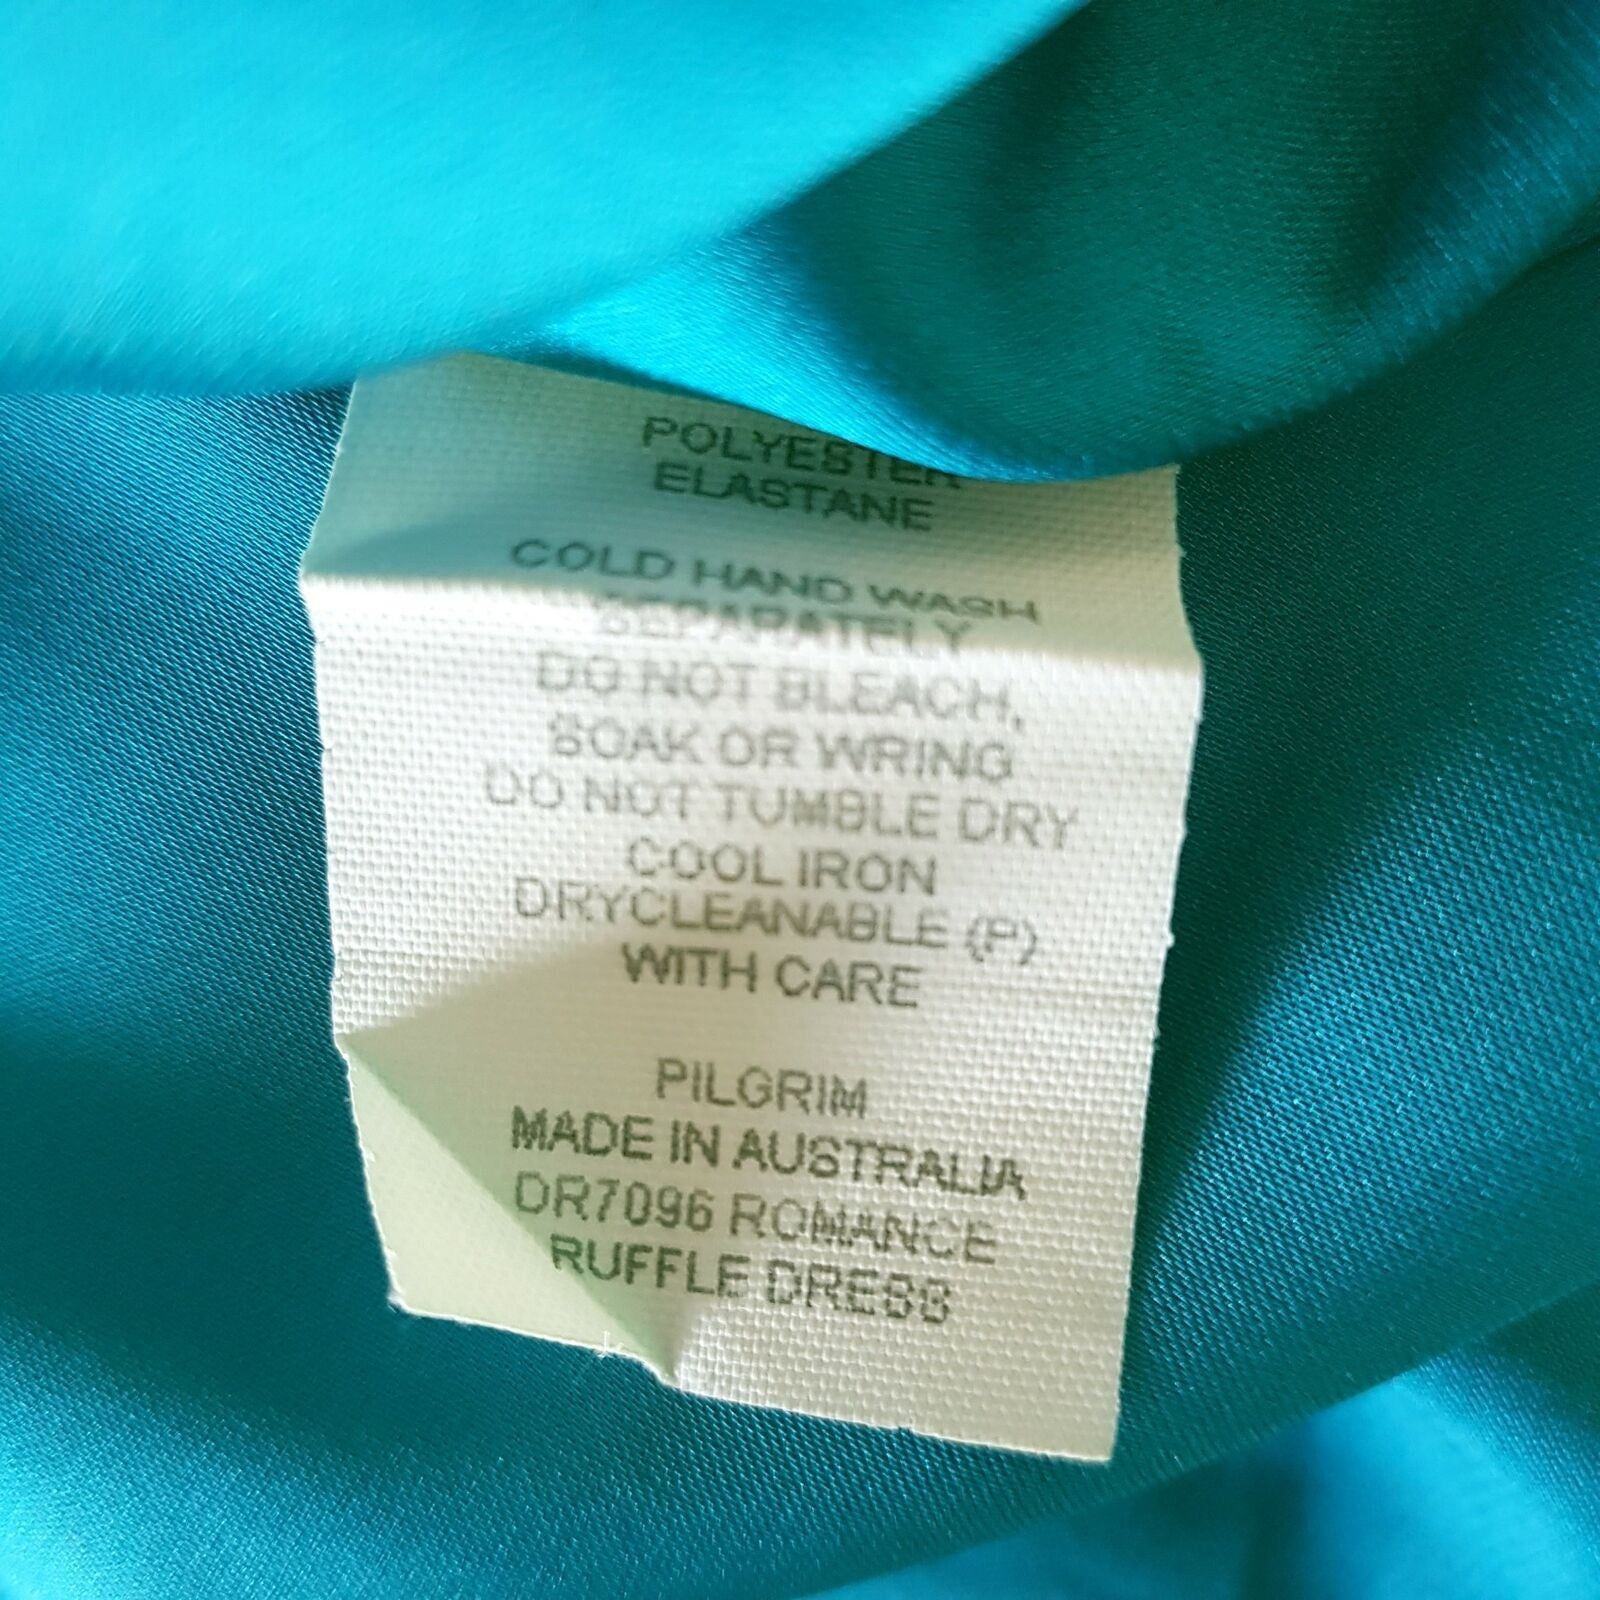 POLYESTER
ELASTANE
COLD HAND WASH
SEPARATELY
DO NOT BLEACH,
SOAK OR WRING
DO NOT TUMBLE DRY
COOL IRON
DRYCLEANABLE (P)
WITH CARE
PILGRIM
MADE IN AUSTRALIA
DR7096 ROMANCE
RUFFLE DRESS